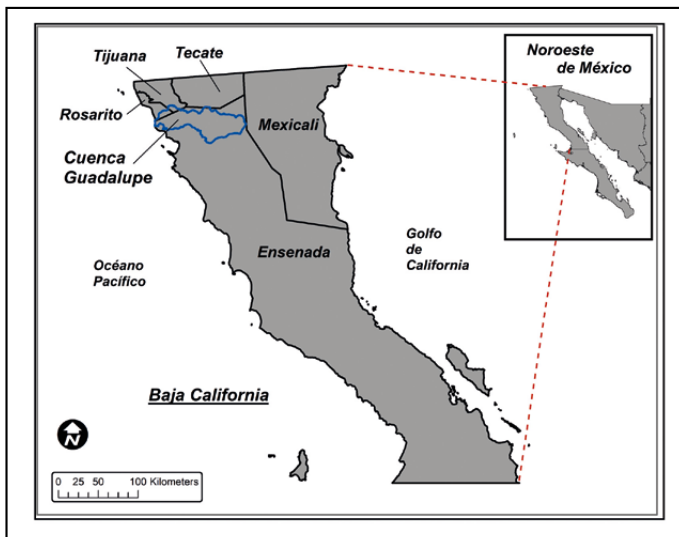 Tijuana
Tecate
Rosarito
Mexicali
Cuenca
Guadalupe
Ensenada
Océano
Pacífico
Golfo
de
California
Baja California
N
0 25 50 100 Kilometers
Noroeste
de México